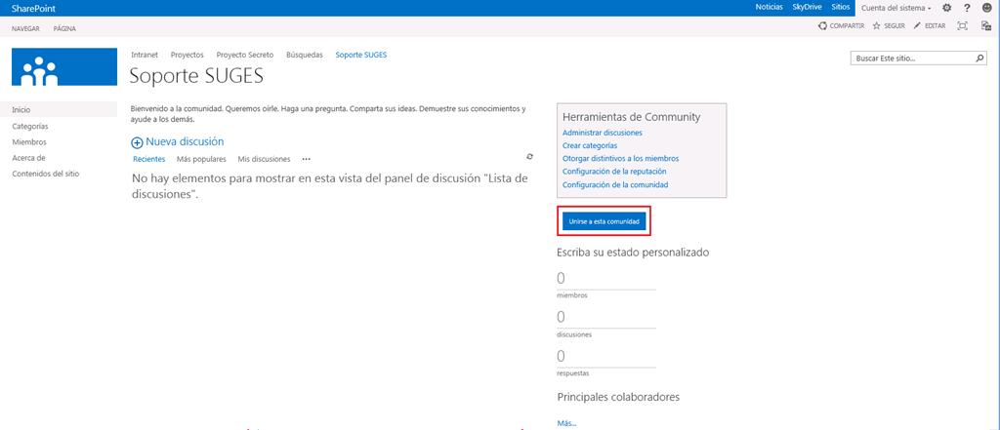 SharePoint
Noticias SkyDrive Sitios Cuenta del sistema ?
NAVEGAR PÁGINA
COMPARTIR SEGUIR EDITAR
Intranet Proyectos Proyecto Secreto Búsquedas Soporte SUGES
Soporte SUGES
Buscar Este sitio...
Inicio
Categorías
Miembros
Acerca de
Contenidos del sitio
Bienvenido a la comunidad. Queremos oírle. Haga una pregunta. Comparta sus ideas. Demuestre sus conocimientos y
ayude a los demás.
Nueva discusión
Recientes Más populares Mis discusiones ...
No hay elementos para mostrar en esta vista del panel de discusión "Lista de
discusiones".
Herramientas de Community
Administrar discusiones
Crear categorías
Otorgar distintivos a los miembros
Configuración de la reputación
Configuración de la comunidad
Unirse a esta comunidad
Escriba su estado personalizado
0
miembros
0
discusiones
0
respuestas
Principales colaboradores
Más...